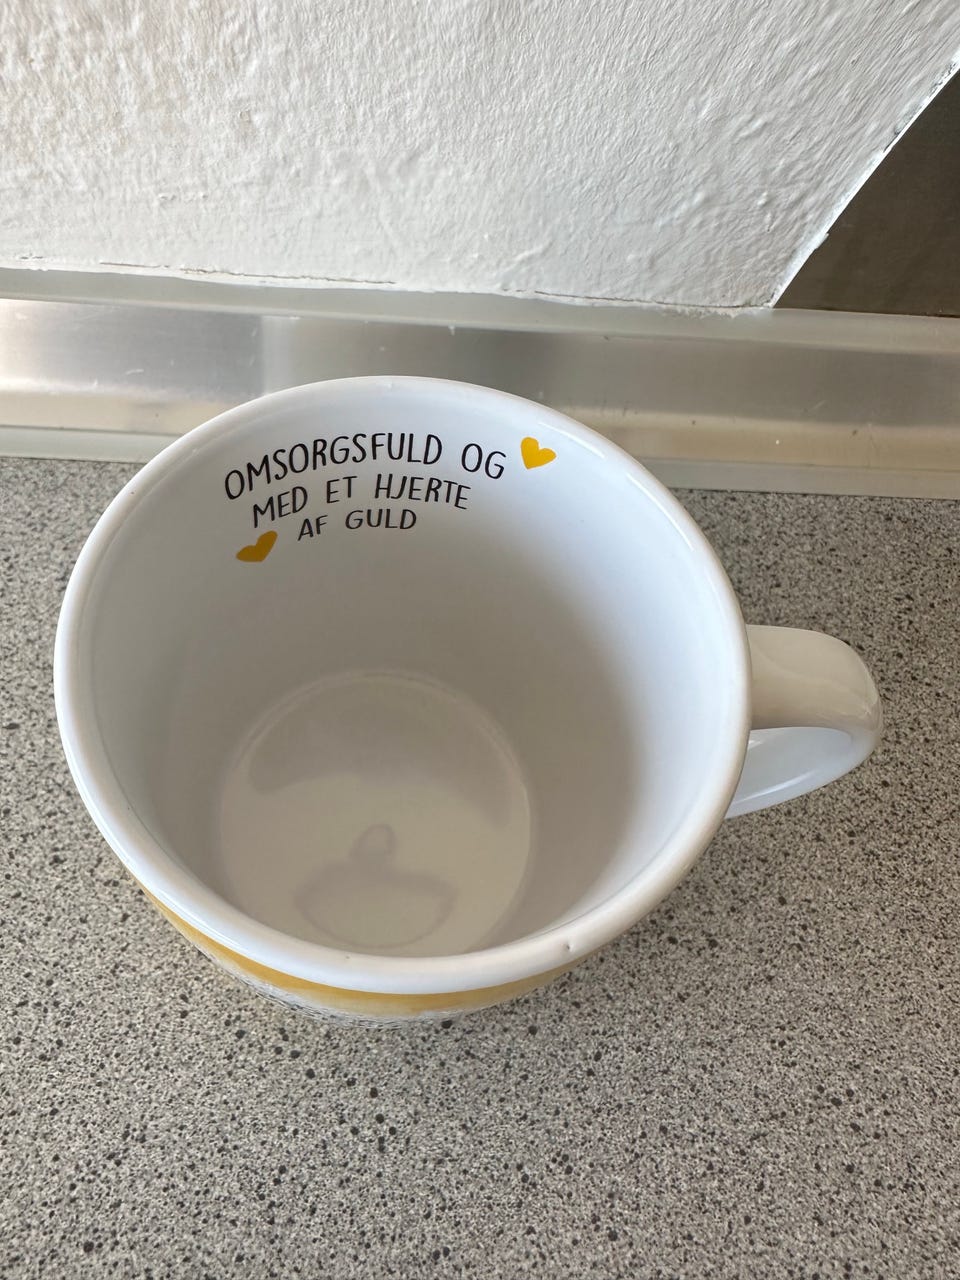 OMSORGSFULD OG
MED ET HJERTE
AF GULD